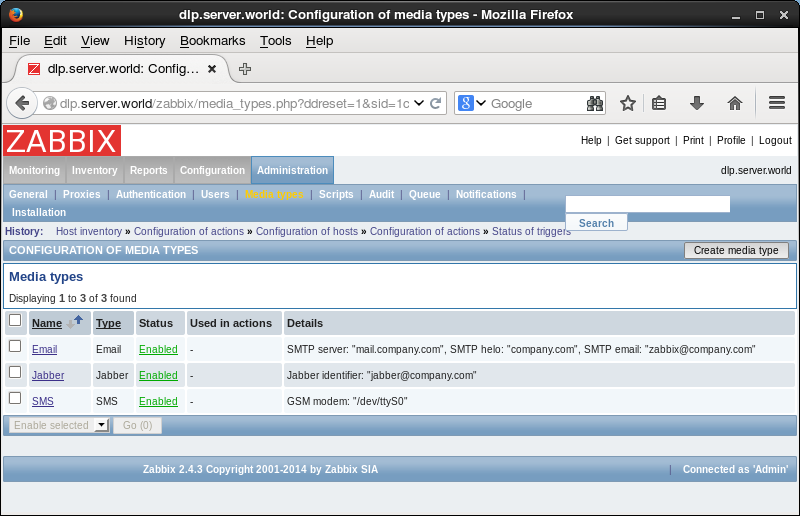 dlp.server.world: Configuration of media types - Mozilla Firefox
File Edit View History Bookmarks Tools Help
dlp.server.world: Config...
dlp.server.world/zabbix/media_types.php?ddreset=1&sid=1c
Google
ZABBIX
Help | Get support | Print | Profile | Logout
Monitoring Inventory Reports Configuration Administration
dlp.server.world
General | Proxies | Authentication | Users | Media types | Scripts | Audit | Queue | Notifications |
Installation
Search
History: Host inventory » Configuration of actions » Configuration of hosts » Configuration of actions » Status of triggers
CONFIGURATION OF MEDIA TYPES
Create media type
Media types
Displaying 1 to 3 of 3 found
Name Type Status Used in actions Details
Email Email Enabled - SMTP server: "mail.company.com", SMTP helo: "company.com", SMTP email: "zabbix@company.com"
Jabber Jabber Enabled - Jabber identifier: "jabber@company.com"
SMS SMS Enabled - GSM modem: "/dev/ttyS0"
Enable selected Go (0)
Zabbix 2.4.3 Copyright 2001-2014 by Zabbix SIA | Connected as 'Admin'